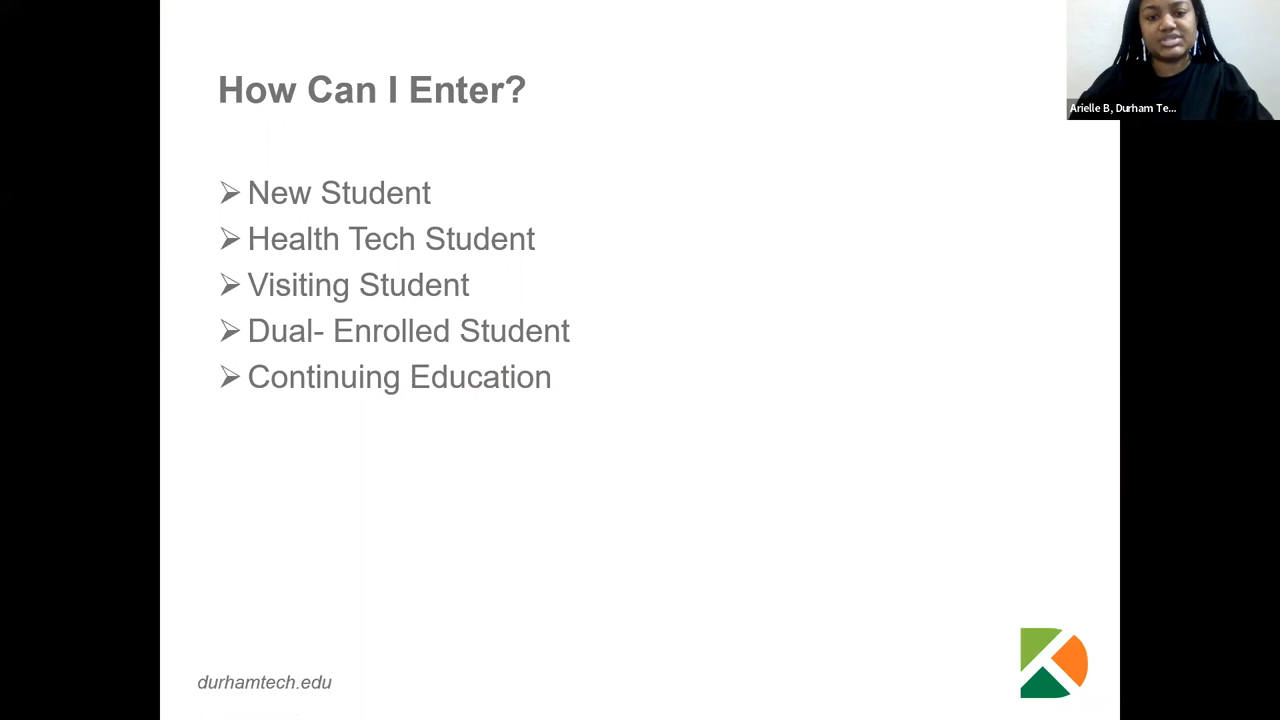 How Can I Enter?
➢ New Student
➢ Health Tech Student
➢ Visiting Student
➢ Dual- Enrolled Student
➢ Continuing Education
durhamtech.edu
Arielle B, Durham Te...